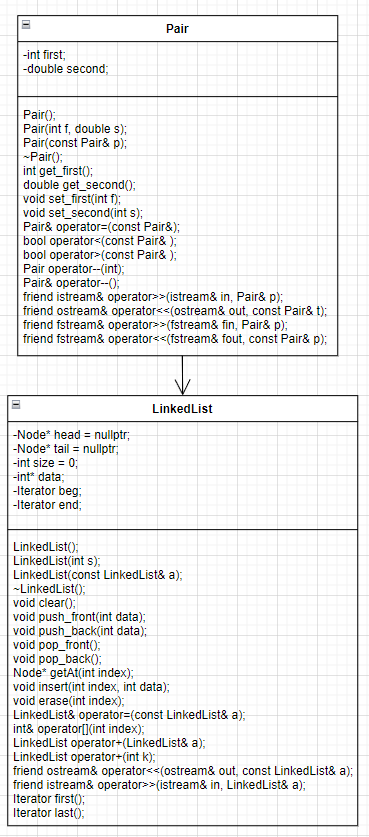 Pair
-int first;
-double second;
Pair();
Pair(int f, double s);
Pair(const Pair& p);
~Pair();
int get_first();
double get_second();
void set_first(int f);
void set_second(int s);
Pair& operator=(const Pair&);
bool operator<(const Pair& );
bool operator>(const Pair& );
Pair operator--(int);
Pair& operator--();
friend istream& operator>>(istream& in, Pair& p);
friend ostream& operator<<(ostream& out, const Pair& t);
friend fstream& operator>>(fstream& fin, Pair& p);
friend fstream& operator<<(fstream& fout, const Pair& p);
LinkedList
-Node* head = nullptr;
-Node* tail = nullptr;
-int size = 0;
-int* data;
-Iterator beg;
-Iterator end;
LinkedList();
LinkedList(int s);
LinkedList(const LinkedList& a);
~LinkedList();
void clear();
void push_front(int data);
void push_back(int data);
void pop_front();
void pop_back();
Node* getAt(int index);
void insert(int index, int data);
void erase(int index);
LinkedList& operator=(const LinkedList& a);
int& operator[](int index);
LinkedList operator+(LinkedList& a);
LinkedList operator+(int k);
friend ostream& operator<<(ostream& out, const LinkedList& a);
friend istream& operator>>(istream& in, LinkedList& a);
Iterator first();
Iterator last();